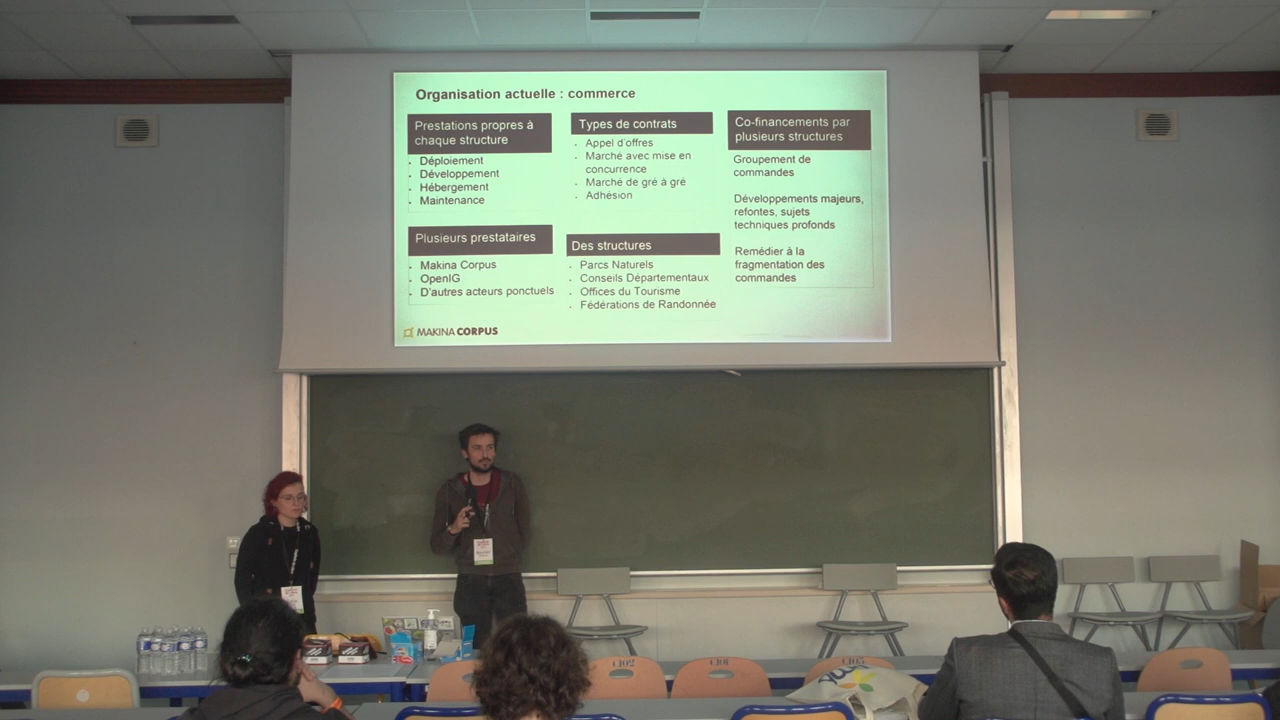 Organisation actuelle : commerce
Prestations propres à
chaque structure
Déploiement
Développement
Hébergement
Maintenance
Plusieurs prestataires
Makina Corpus
OpenIG
D'autres acteurs ponctuels
Types de contrats
Appel d'offres
Marché avec mise en
concurrence
Marché de gré à gré
Adhésion
Des structures
Parcs Naturels
Conseils Départementaux
Offices du Tourisme
Fédérations de Randonnée
Co-financements par
plusieurs structures
Groupement de
commandes
Développements majeurs,
refontes, sujets
techniques profonds
Remédier à la
fragmentation des
commandes
MAKINA CORPUS